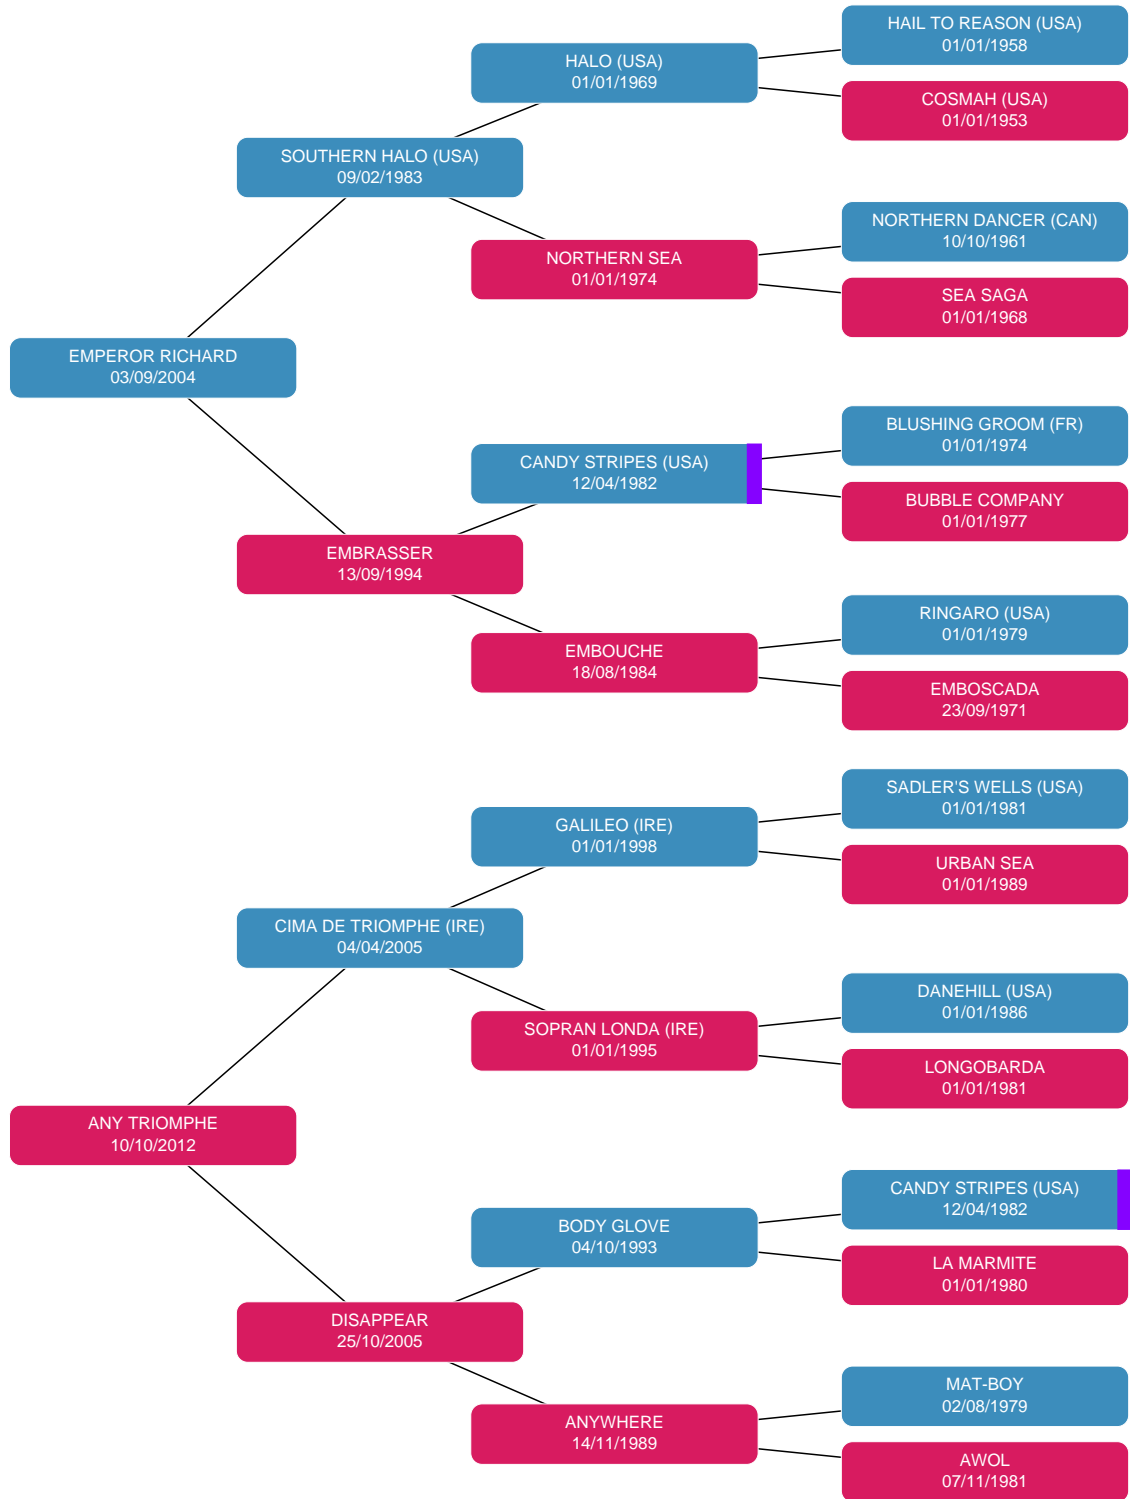 HAIL TO REASON (USA)
01/01/1958
HALO (USA)
01/01/1969
COSMAH (USA)
01/01/1953
SOUTHERN HALO (USA)
09/02/1983
NORTHERN DANCER (CAN)
10/10/1961
NORTHERN SEA
01/01/1974
SEA SAGA
01/01/1968
EMPEROR RICHARD
03/09/2004
BLUSHING GROOM (FR)
01/01/1974
CANDY STRIPES (USA)
12/04/1982
BUBBLE COMPANY
01/01/1977
EMBRASSER
13/09/1994
RINGARO (USA)
01/01/1979
EMBOUCHE
18/08/1984
EMBOSCADA
23/09/1971
SADLER'S WELLS (USA)
01/01/1981
GALILEO (IRE)
01/01/1998
URBAN SEA
01/01/1989
CIMA DE TRIOMPHE (IRE)
04/04/2005
DANEHILL (USA)
01/01/1986
SOPRAN LONDA (IRE)
01/01/1995
LONGOBARDA
01/01/1981
ANY TRIOMPHE
10/10/2012
CANDY STRIPES (USA)
12/04/1982
BODY GLOVE
04/10/1993
LA MARMITE
01/01/1980
DISAPPEAR
25/10/2005
MAT-BOY
02/08/1979
ANYWHERE
14/11/1989
AWOL
07/11/1981